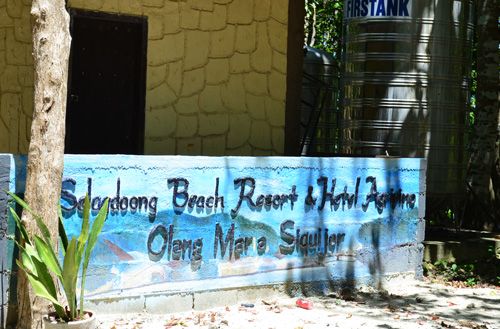 FIRSTANK
Salagdoong Beach Resort & Hotel Agripino
Olang Maria Siquijor